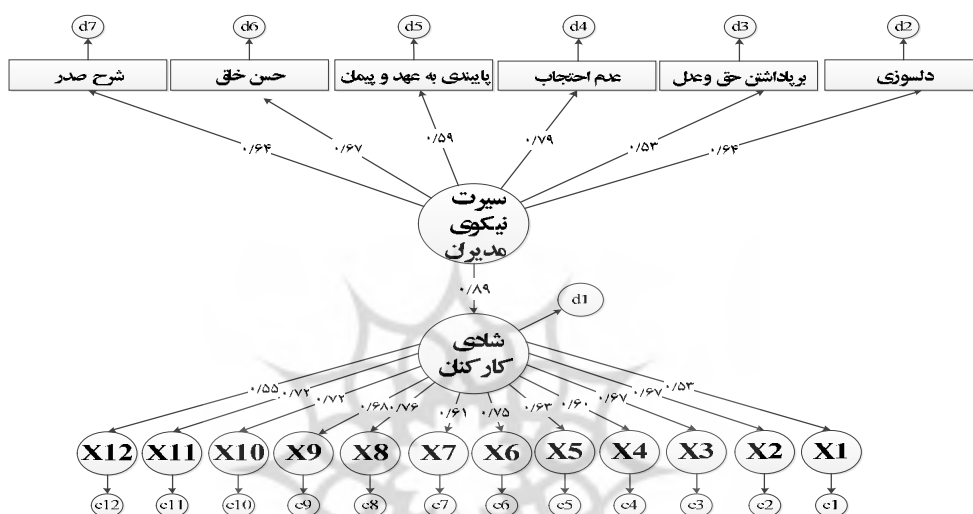 d7 d6 d5 d4 d3 d2
شرح صدر حسن خلق پایبندی به عهد و پیمان عدم احتجاب برپاداشتن حق وعدل دلسوزی
۰/۶۴ ۰/۶۷ ۰/۵۹ ۰/۷۹ ۰/۵۳ ۰/۶۴
سیرت
نیکوی
مدیران
۰/۸۹
d1
شادی
کارکنان
۰/۵۵ ۰/۷۲ ۰/۷۲ ۰/۶۸ ۰/۷۶ ۰/۶۱ ۰/۷۵ ۰/۶۳ ۰/۶۰ ۰/۶۷ ۰/۶۷ ۰/۵۳
X12 X11 X10 X9 X8 X7 X6 X5 X4 X3 X2 X1
e12 e11 e10 e9 e8 e7 e6 e5 e4 e3 e2 e1